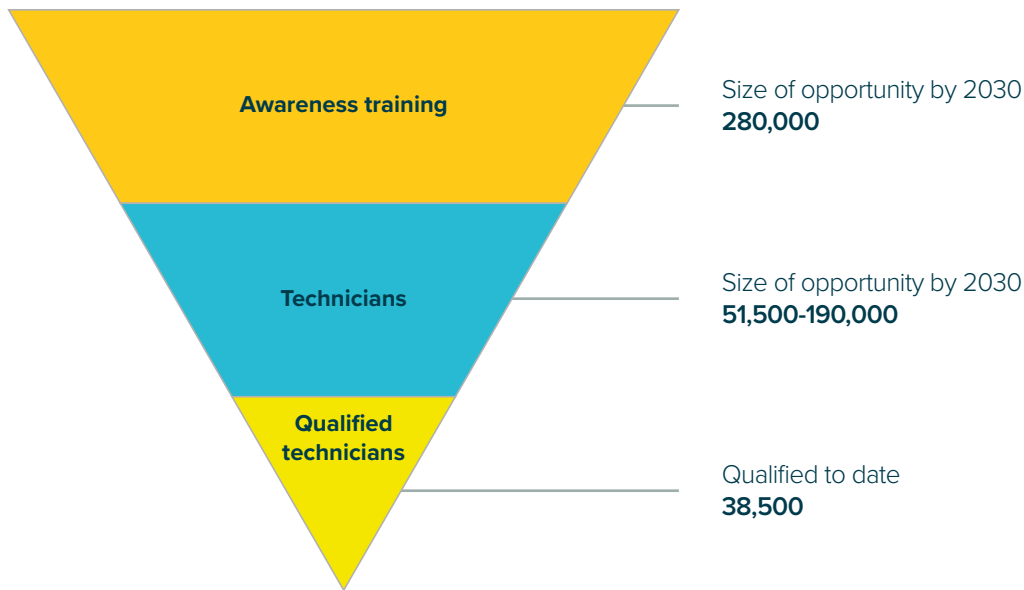 Awareness training
Size of opportunity by 2030
280,000
Technicians
Size of opportunity by 2030
51,500-190,000
Qualified
technicians
Qualified to date
38,500